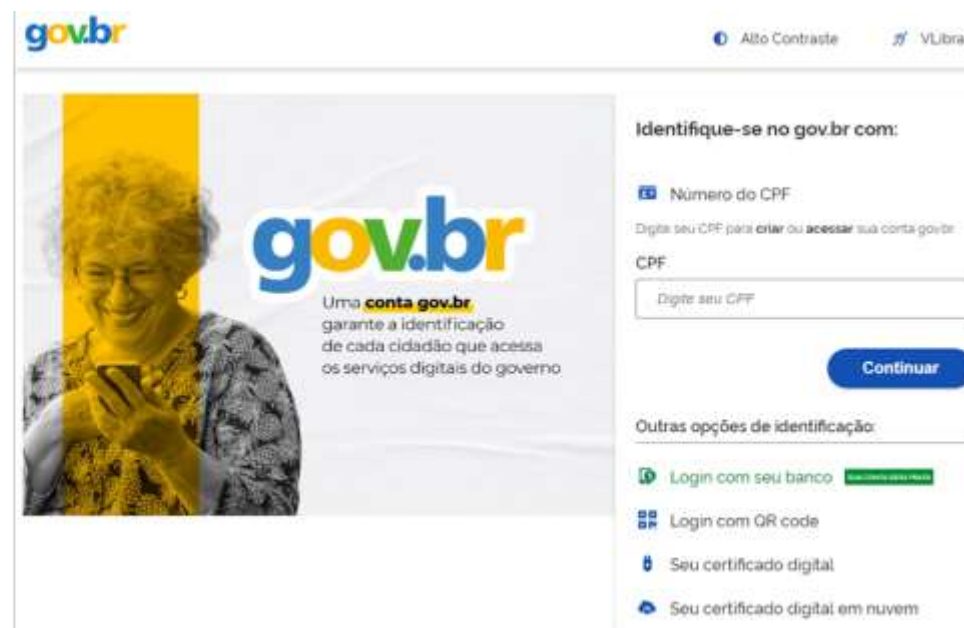 gov.br
Alto Contraste
VLibra
Identifique-se no gov.br com:
Número do CPF
Digite seu CPF para criar ou acessar sua conta gov.br
CPF
Digite seu CPF
Continuar
gov.br
Uma conta gov.br
garante a identificação
de cada cidadão que acessa
os serviços digitais do governo
Outras opções de identificação:
Login com seu banco
Login com QR code
Seu certificado digital
Seu certificado digital em nuvem